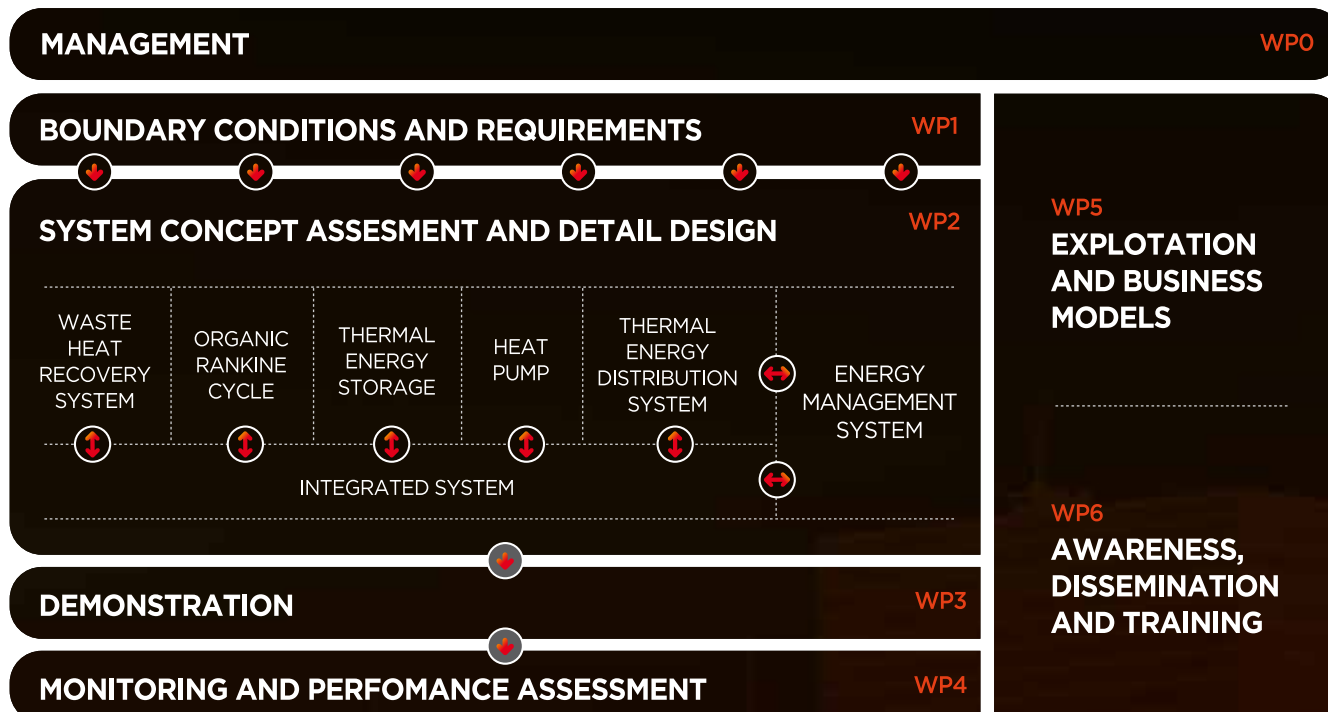 MANAGEMENT WP0
BOUNDARY CONDITIONS AND REQUIREMENTS WP1
SYSTEM CONCEPT ASSESMENT AND DETAIL DESIGN WP2
WASTE
HEAT
RECOVERY
SYSTEM
ORGANIC
RANKINE
CYCLE
THERMAL
ENERGY
STORAGE
HEAT
PUMP
THERMAL
ENERGY
DISTRIBUTION
SYSTEM
ENERGY
MANAGEMENT
SYSTEM
INTEGRATED SYSTEM
DEMONSTRATION WP3
MONITORING AND PERFOMANCE ASSESSMENT WP4
WP5
EXPLOTATION
AND BUSINESS
MODELS
WP6
AWARENESS,
DISSEMINATION
AND TRAINING